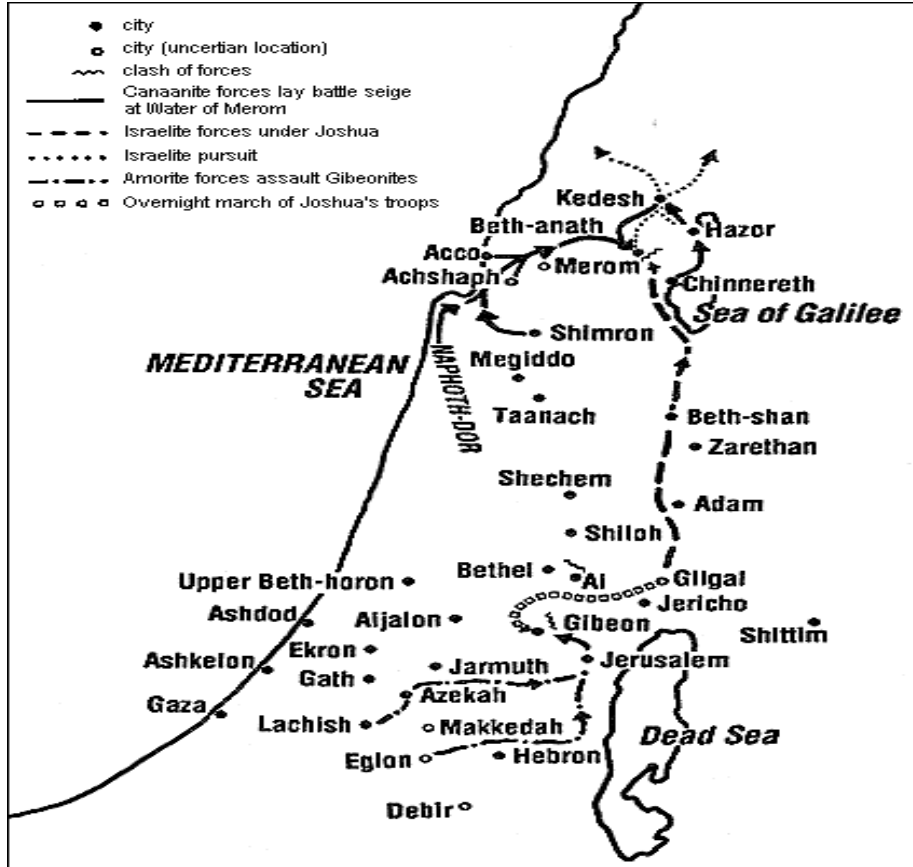 city
city (uncertian location)
clash of forces
Canaanite forces lay battle seige
at Water of Merom
Israelite forces under Joshua
Israelite pursuit
Amorite forces assault Gibeonites
Overnight march of Joshua's troops
Kedesh
Beth-anath
Hazor
Acco
Merom
Achshaph
Chinnereth
Sea of Galilee
Shimron
MEDITERRANEAN
SEA
NAPHOTH-DOR
Megiddo
Taanach
Beth-shan
Zarethan
Shechem
Adam
Shiloh
Bethel
Ai
Gilgal
Upper Beth-horon
Jericho
Ashdod
Aijalon
Gibeon
Shittim
Ekron
Ashkelon
Jarmuth
Jerusalem
Gath
Azekah
Gaza
Lachish
Makkedah
Dead Sea
Eglon
Hebron
Debir